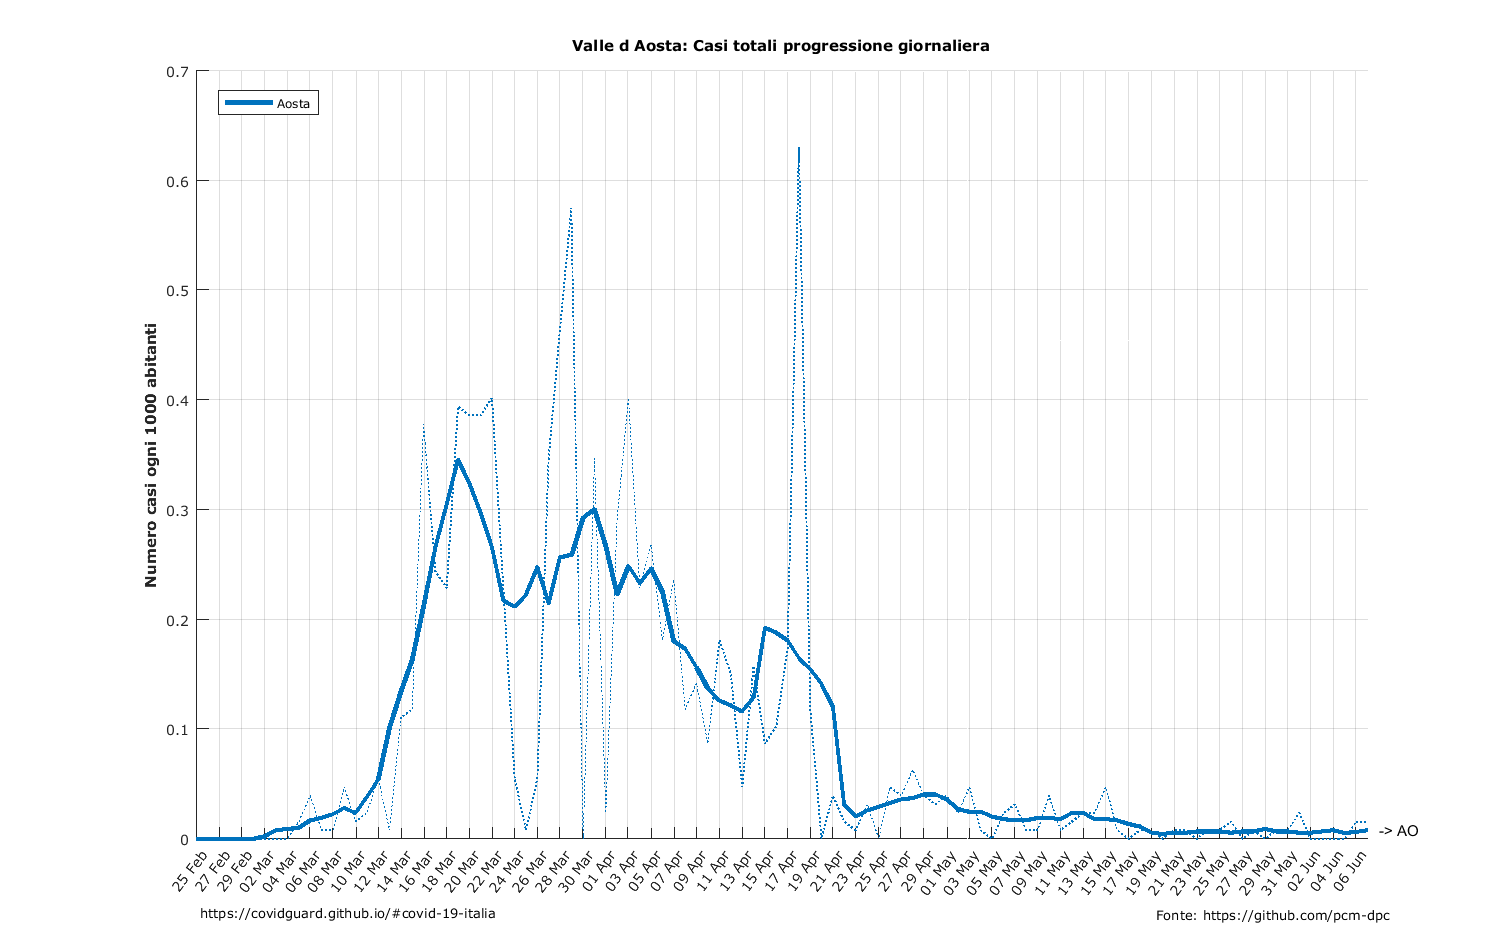 Valle d Aosta: Casi totali progressione giornaliera
Aosta
Numero casi ogni 1000 abitanti
0.7
0.6
0.5
0.4
0.3
0.2
0.1
0
-> AO
25 Feb
27 Feb
29 Feb
02 Mar
04 Mar
06 Mar
08 Mar
10 Mar
12 Mar
14 Mar
16 Mar
18 Mar
20 Mar
22 Mar
24 Mar
26 Mar
28 Mar
30 Mar
01 Apr
03 Apr
05 Apr
07 Apr
09 Apr
11 Apr
13 Apr
15 Apr
17 Apr
19 Apr
21 Apr
23 Apr
25 Apr
27 Apr
29 Apr
01 May
03 May
05 May
07 May
09 May
11 May
13 May
15 May
17 May
19 May
21 May
23 May
25 May
27 May
29 May
31 May
02 Jun
04 Jun
06 Jun
https://covidguard.github.io/#covid-19-italia
Fonte: https://github.com/pcm-dpc